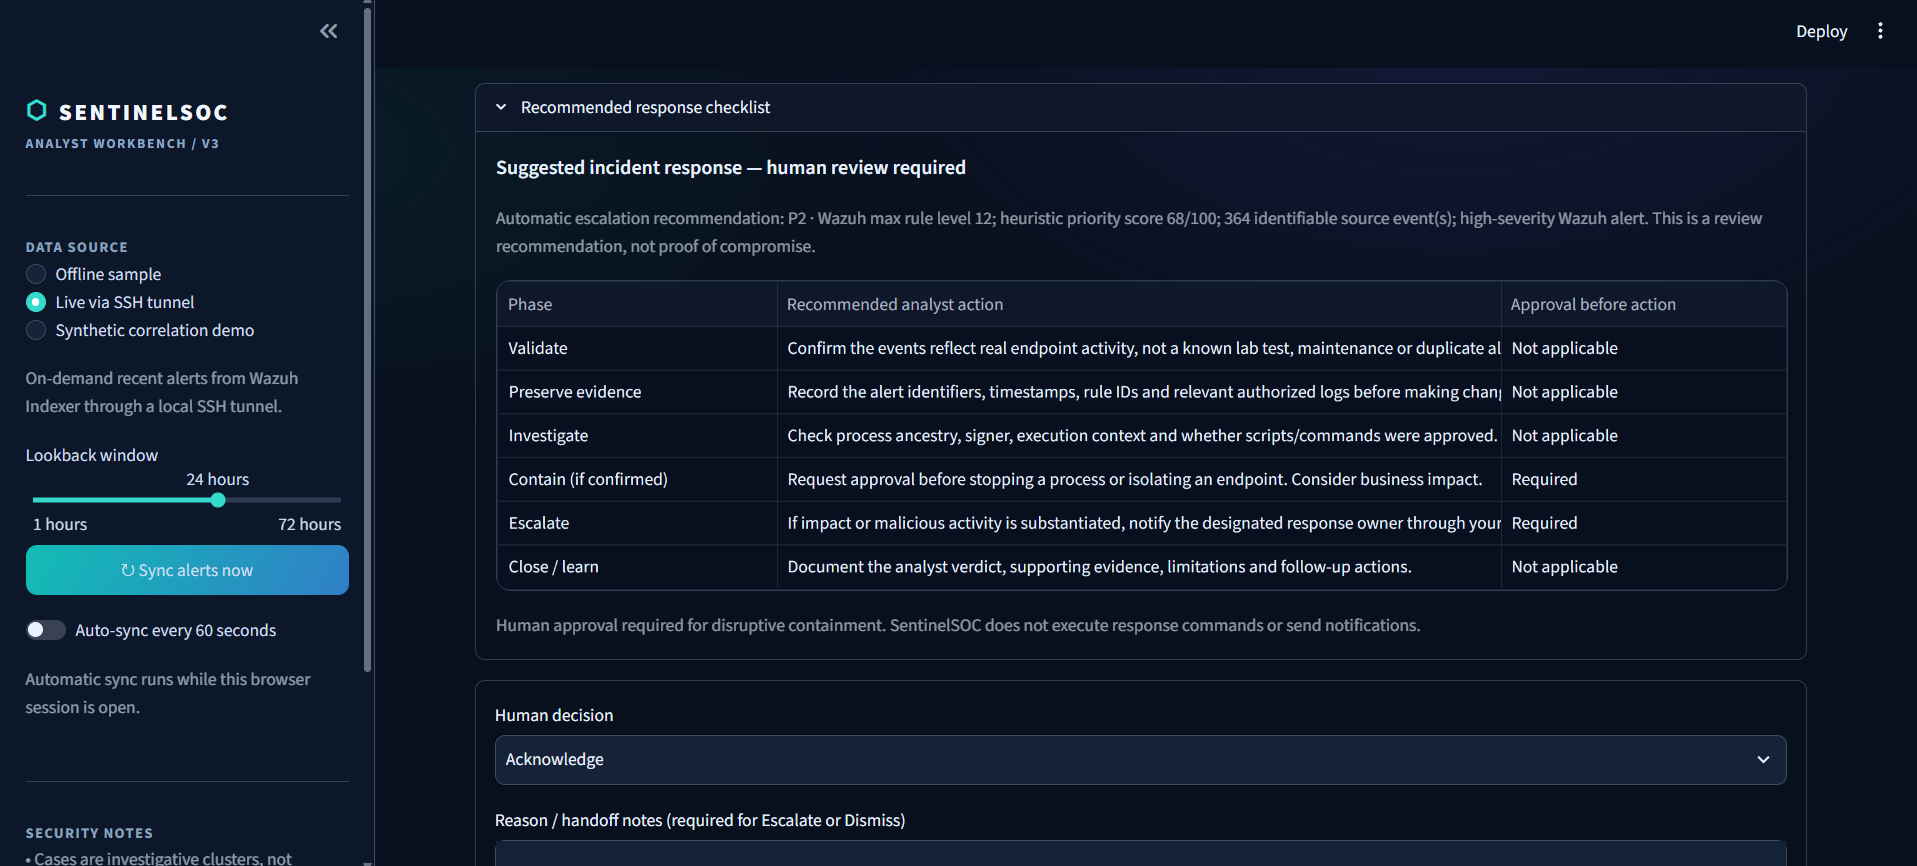 Deploy
SENTINELSOC
ANALYST WORKBENCH / V3
DATA SOURCE
Offline sample
Live via SSH tunnel
Synthetic correlation demo
On-demand recent alerts from Wazuh
Indexer through a local SSH tunnel.
Lookback window
24 hours
1 hours 72 hours
↻ Sync alerts now
Auto-sync every 60 seconds
Automatic sync runs while this browser
session is open.
SECURITY NOTES
• Cases are investigative clusters, not
Recommended response checklist
Suggested incident response — human review required
Automatic escalation recommendation: P2 · Wazuh max rule level 12; heuristic priority score 68/100; 364 identifiable source event(s); high-severity Wazuh alert. This is a review
recommendation, not proof of compromise.
Phase Recommended analyst action Approval before action
Validate Confirm the events reflect real endpoint activity, not a known lab test, maintenance or duplicate al Not applicable
Preserve evidence Record the alert identifiers, timestamps, rule IDs and relevant authorized logs before making chang Not applicable
Investigate Check process ancestry, signer, execution context and whether scripts/commands were approved. Not applicable
Contain (if confirmed) Request approval before stopping a process or isolating an endpoint. Consider business impact. Required
Escalate If impact or malicious activity is substantiated, notify the designated response owner through your Required
Close / learn Document the analyst verdict, supporting evidence, limitations and follow-up actions. Not applicable
Human approval required for disruptive containment. SentinelSOC does not execute response commands or send notifications.
Human decision
Acknowledge
Reason / handoff notes (required for Escalate or Dismiss)